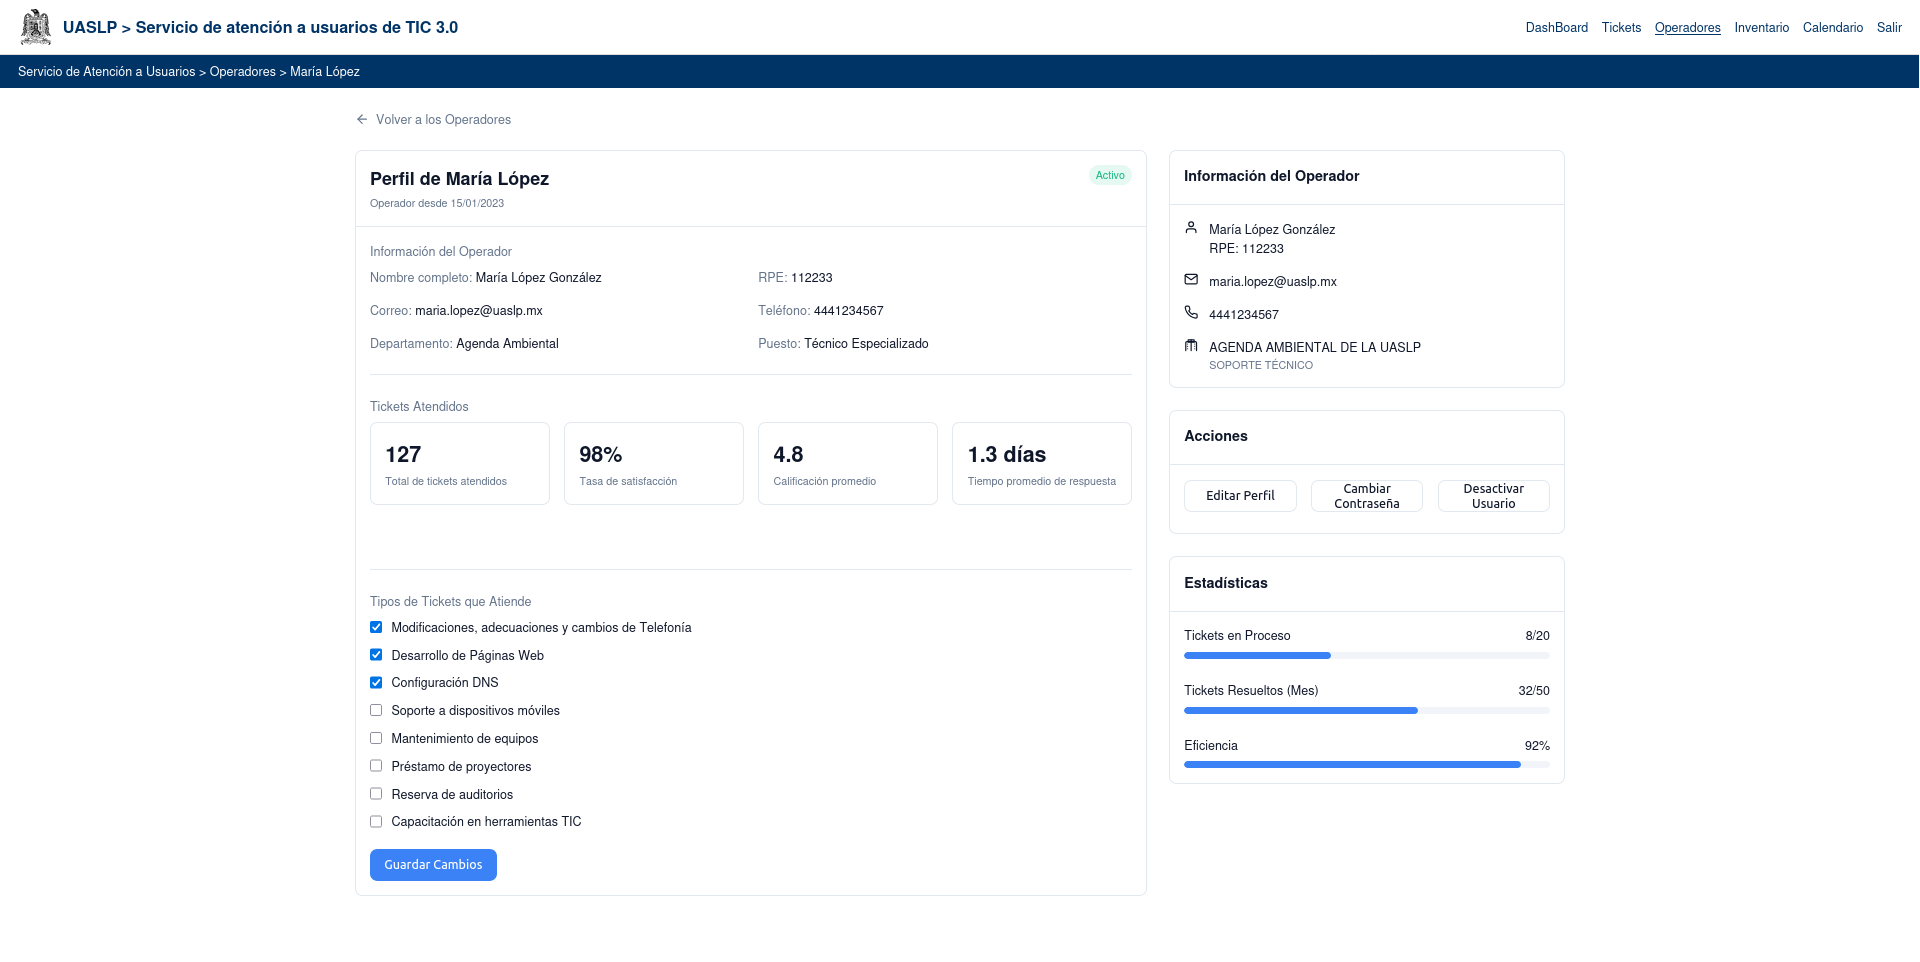 UASLP > Servicio de atención a usuarios de TIC 3.0
DashBoard Tickets Operadores Inventario Calendario Salir
Servicio de Atención a Usuarios > Operadores > María López
Volver a los Operadores
Perfil de María López
Activo
Operador desde 15/01/2023
Información del Operador
Nombre completo: María López González
RPE: 112233
Correo: maria.lopez@uaslp.mx
Teléfono: 4441234567
Departamento: Agenda Ambiental
Puesto: Técnico Especializado
Tickets Atendidos
127
Total de tickets atendidos
98%
Tasa de satisfacción
4.8
Calificación promedio
1.3 días
Tiempo promedio de respuesta
Tipos de Tickets que Atiende
Modificaciones, adecuaciones y cambios de Telefonía
Desarrollo de Páginas Web
Configuración DNS
Soporte a dispositivos móviles
Mantenimiento de equipos
Préstamo de proyectores
Reserva de auditorios
Capacitación en herramientas TIC
Guardar Cambios
Información del Operador
María López González
RPE: 112233
maria.lopez@uaslp.mx
4441234567
AGENDA AMBIENTAL DE LA UASLP
SOPORTE TÉCNICO
Acciones
Editar Perfil
Cambiar
Contraseña
Desactivar
Usuario
Estadísticas
Tickets en Proceso 8/20
Tickets Resueltos (Mes) 32/50
Eficiencia 92%